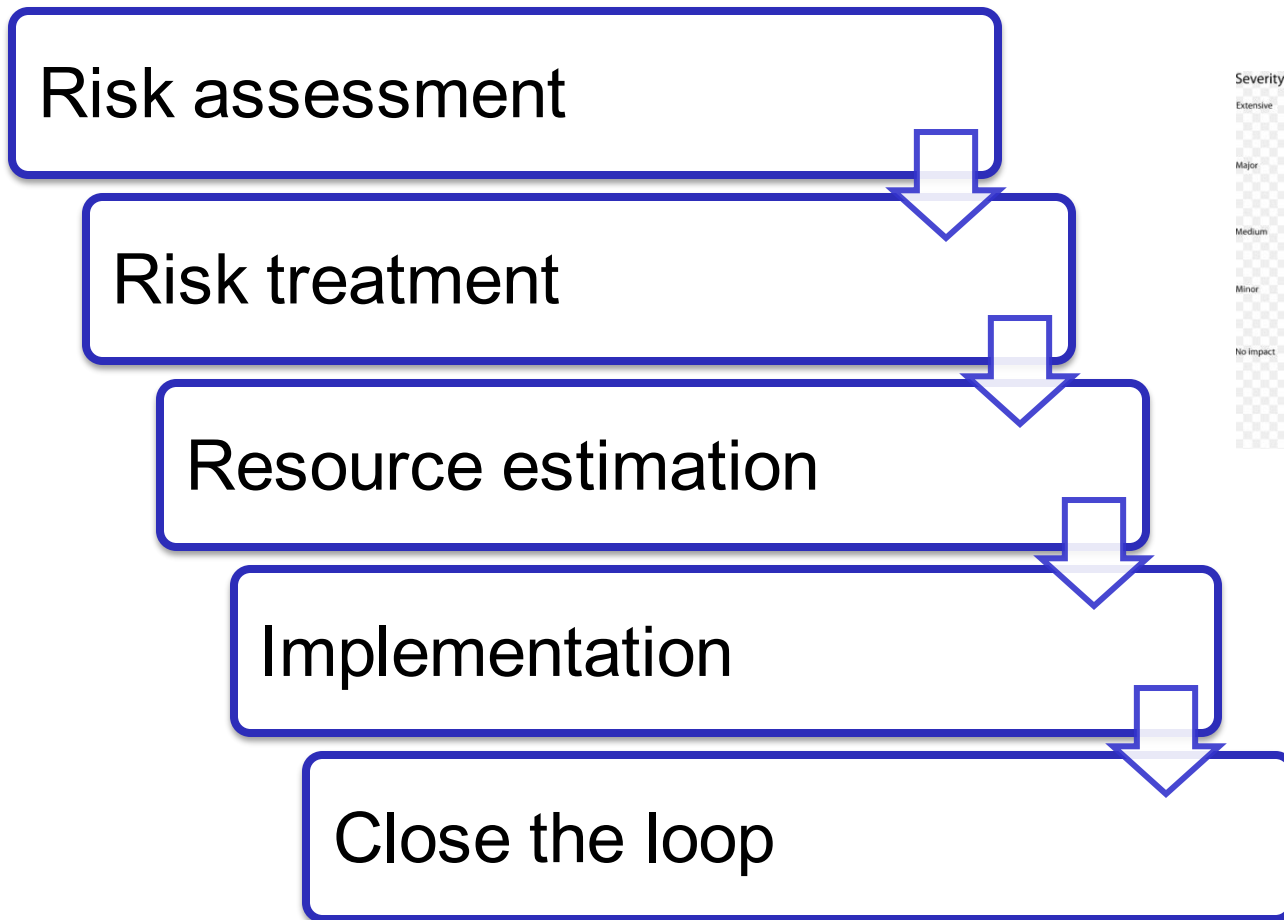 Risk assessment
Risk treatment
Resource estimation
Implementation
Close the loop
Severity
Extensive
Major
Medium
Minor
No impact